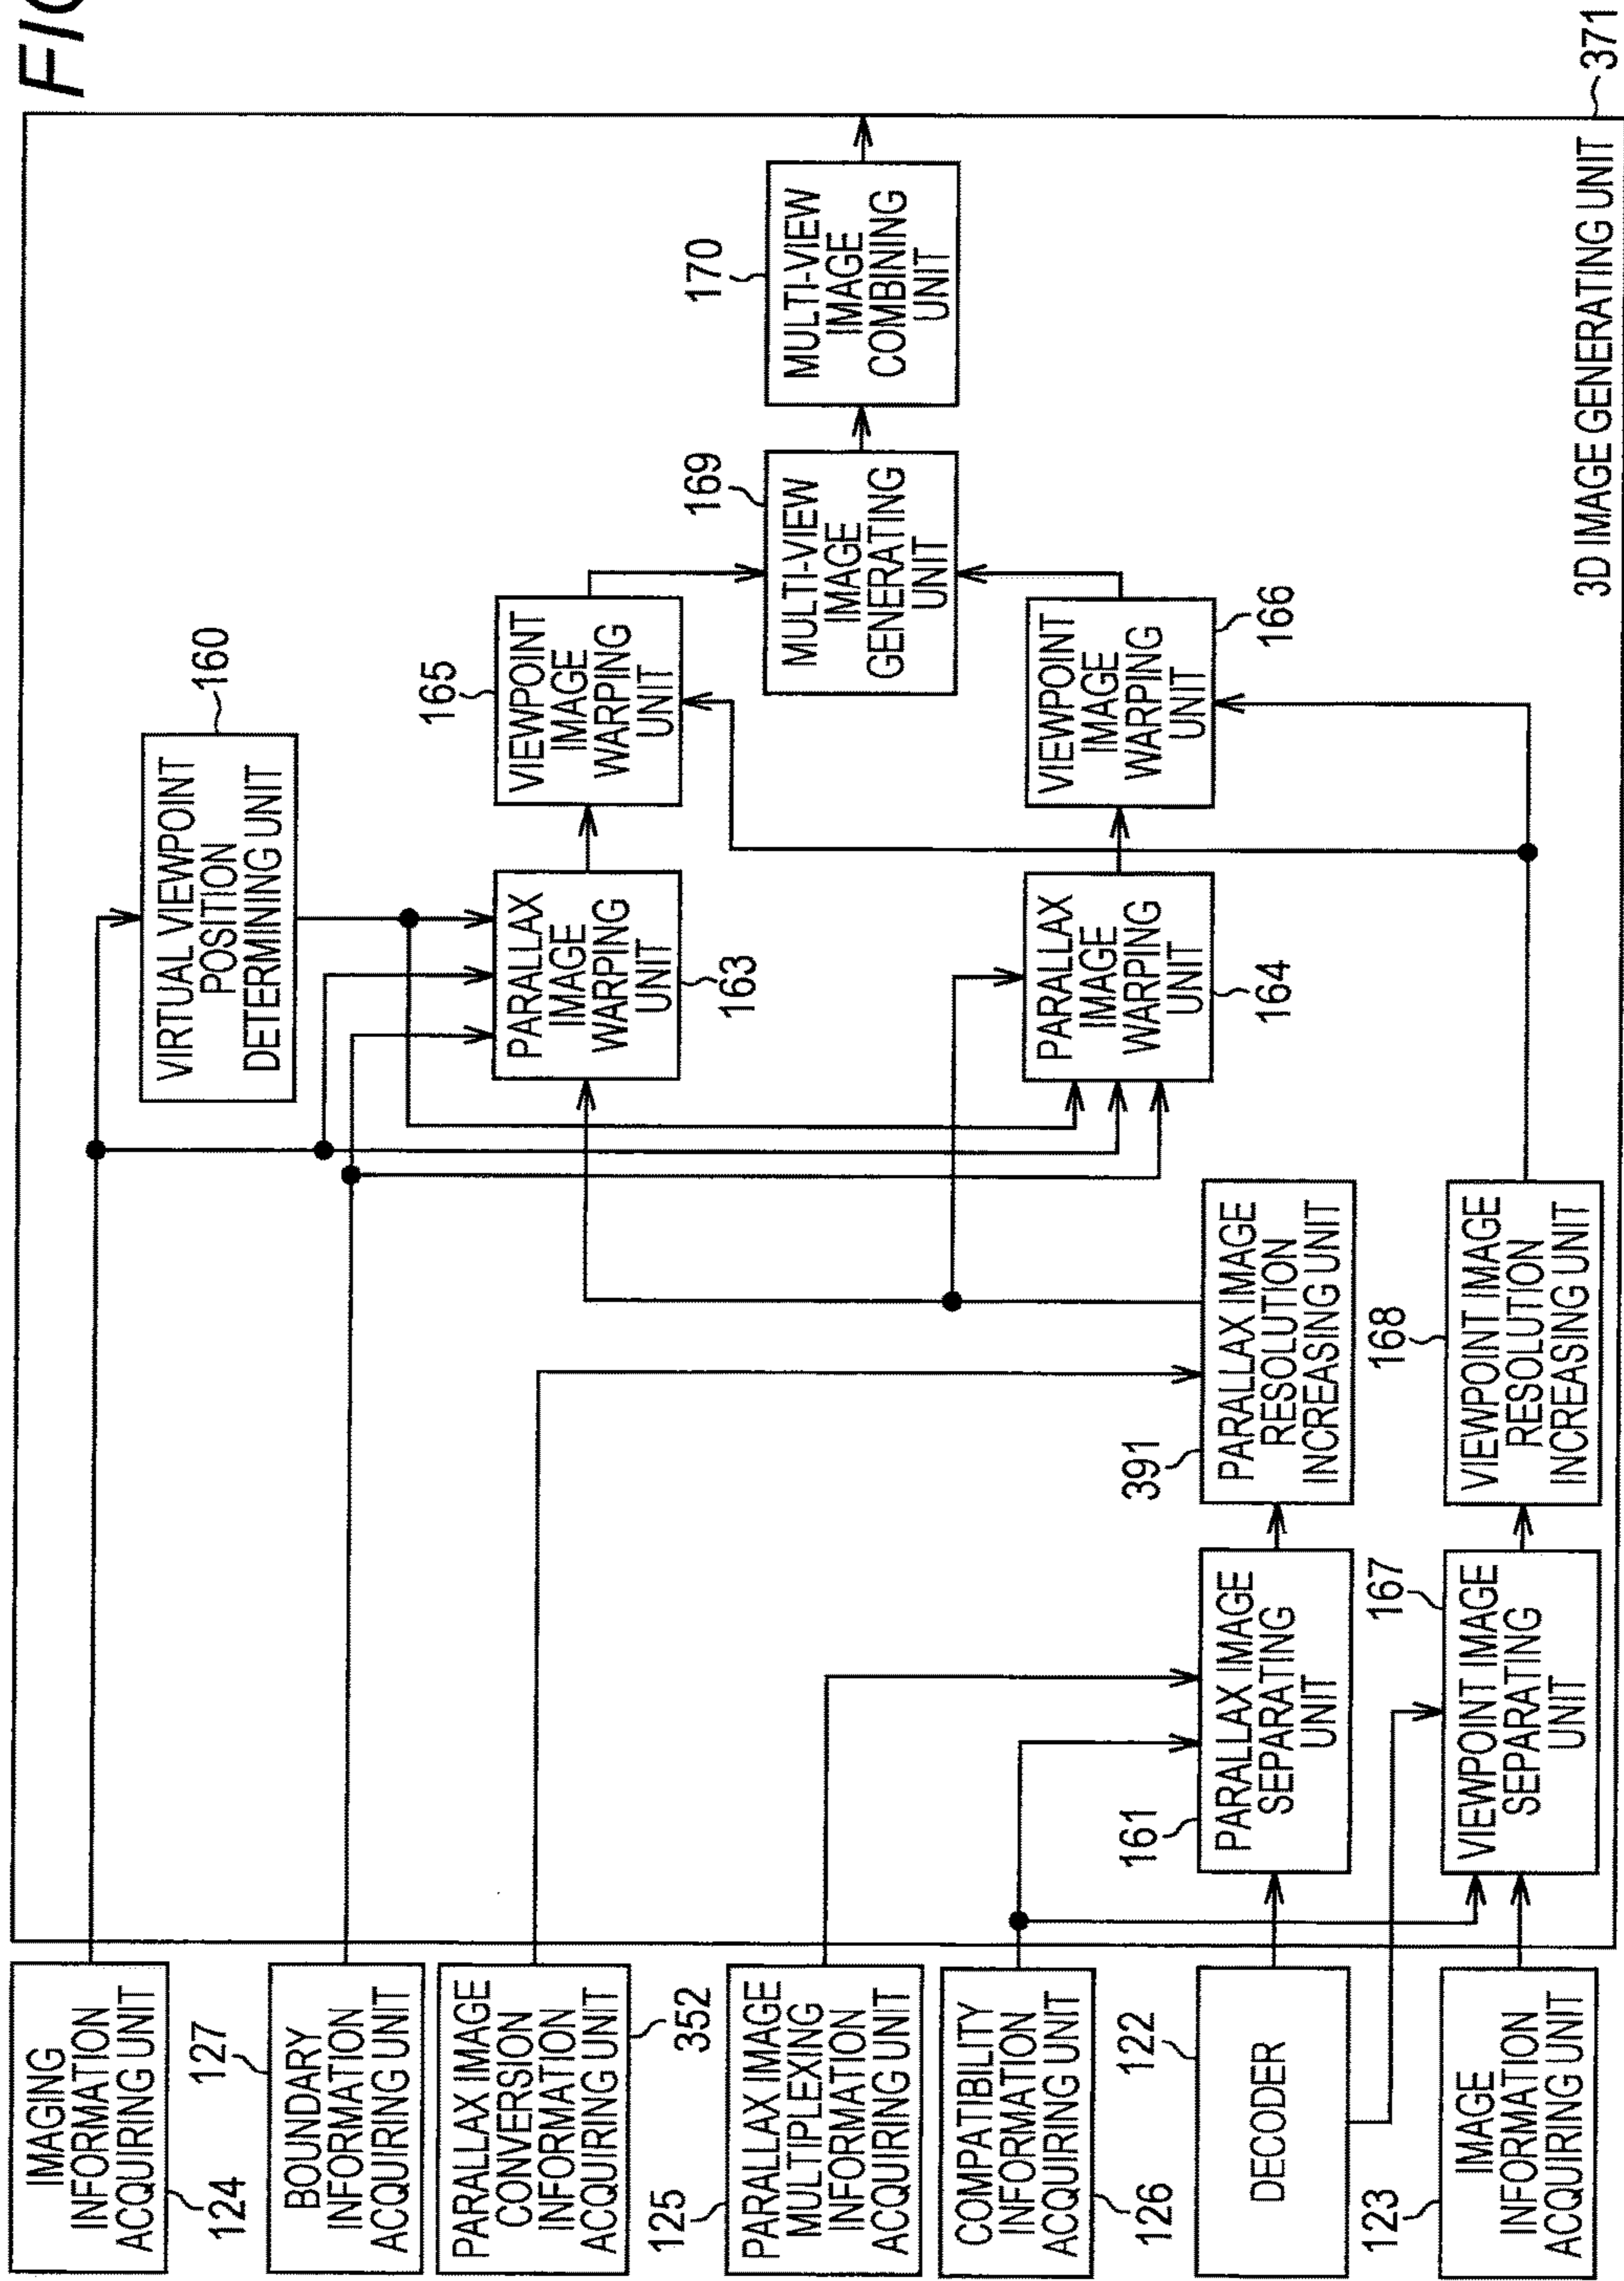 FIG
IMAGING
INFORMATION
ACQUIRING UNIT
124
127
BOUNDARY
INFORMATION
ACQUIRING UNIT
PARALLAX IMAGE
CONVERSION
INFORMATION
ACQUIRING UNIT
352
125
PARALLAX IMAGE
MULTIPLEXING
INFORMATION
ACQUIRING UNIT
COMPATIBILITY
INFORMATION
ACQUIRING UNIT
126
122
DECODER
123
IMAGE
INFORMATION
ACQUIRING UNIT
161
PARALLAX IMAGE
SEPARATING
UNIT
167
VIEWPOINT IMAGE
SEPARATING
UNIT
391
PARALLAX IMAGE
RESOLUTION
INCREASING UNIT
168
VIEWPOINT IMAGE
RESOLUTION
INCREASING UNIT
VIRTUAL VIEWPOINT
POSITION
DETERMINING UNIT
160
PARALLAX
IMAGE
WARPING
UNIT
163
PARALLAX
IMAGE
WARPING
UNIT
164
165
VIEWPOINT
IMAGE
WARPING
UNIT
VIEWPOINT
IMAGE
WARPING
UNIT
166
169
MULTI-VIEW
IMAGE
GENERATING
UNIT
170
MULTI-VIEW
IMAGE
COMBINING
UNIT
3D IMAGE GENERATING UNIT
371